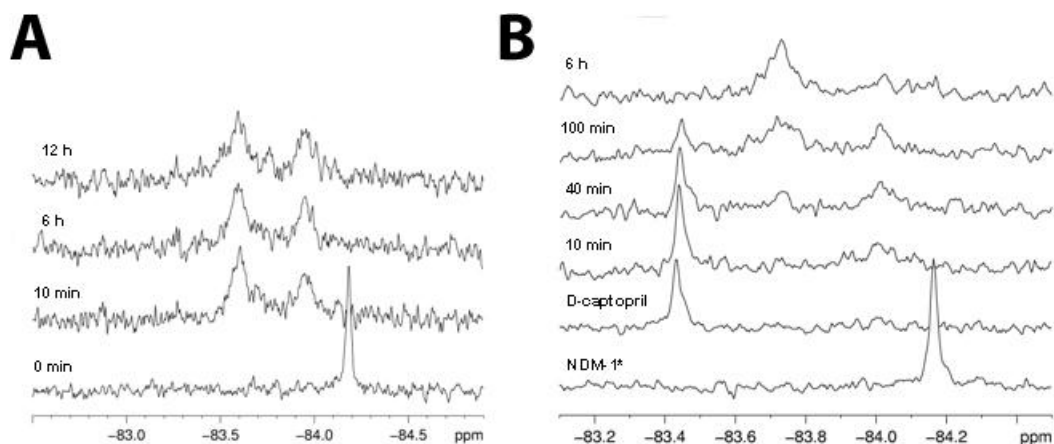 A
12 h
6 h
10 min
0 min
−83.0 −83.5 −84.0 −84.5 ppm
B
6 h
100 min
40 min
10 min
D-captopril
NDM-1*
−83.2 −83.4 −83.6 −83.8 −84.0 −84.2 ppm